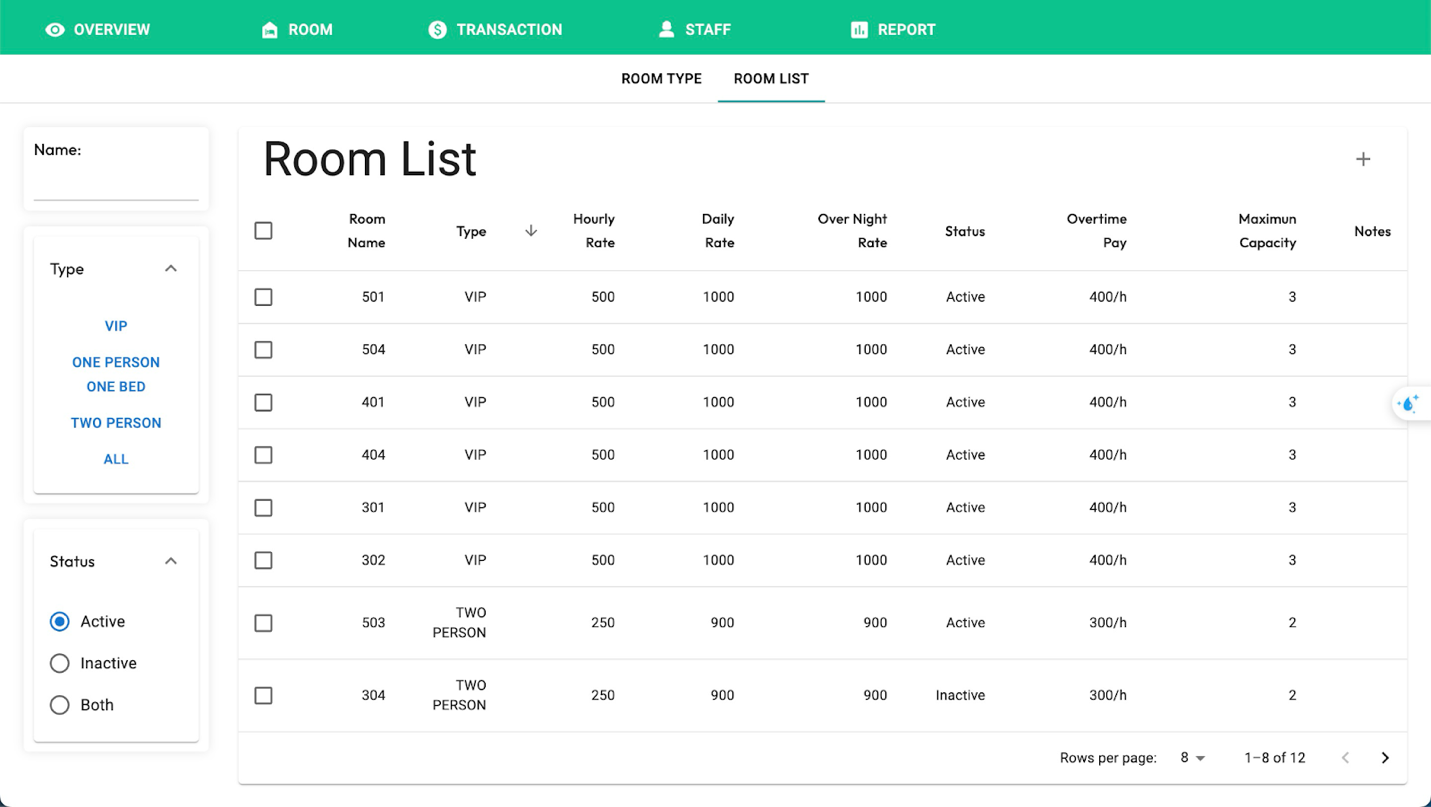 OVERVIEW ROOM TRANSACTION STAFF REPORT
ROOM TYPE ROOM LIST
Name:
Type
VIP
ONE PERSON
ONE BED
TWO PERSON
ALL
Status
Active
Inactive
Both
Room List
Room Name Type Hourly Rate Daily Rate Over Night Rate Status Overtime Pay Maximun Capacity Notes
501 VIP 500 1000 1000 Active 400/h 3
504 VIP 500 1000 1000 Active 400/h 3
401 VIP 500 1000 1000 Active 400/h 3
404 VIP 500 1000 1000 Active 400/h 3
301 VIP 500 1000 1000 Active 400/h 3
302 VIP 500 1000 1000 Active 400/h 3
503 TWO PERSON 250 900 900 Active 300/h 2
304 TWO PERSON 250 900 900 Inactive 300/h 2
Rows per page: 8 1–8 of 12